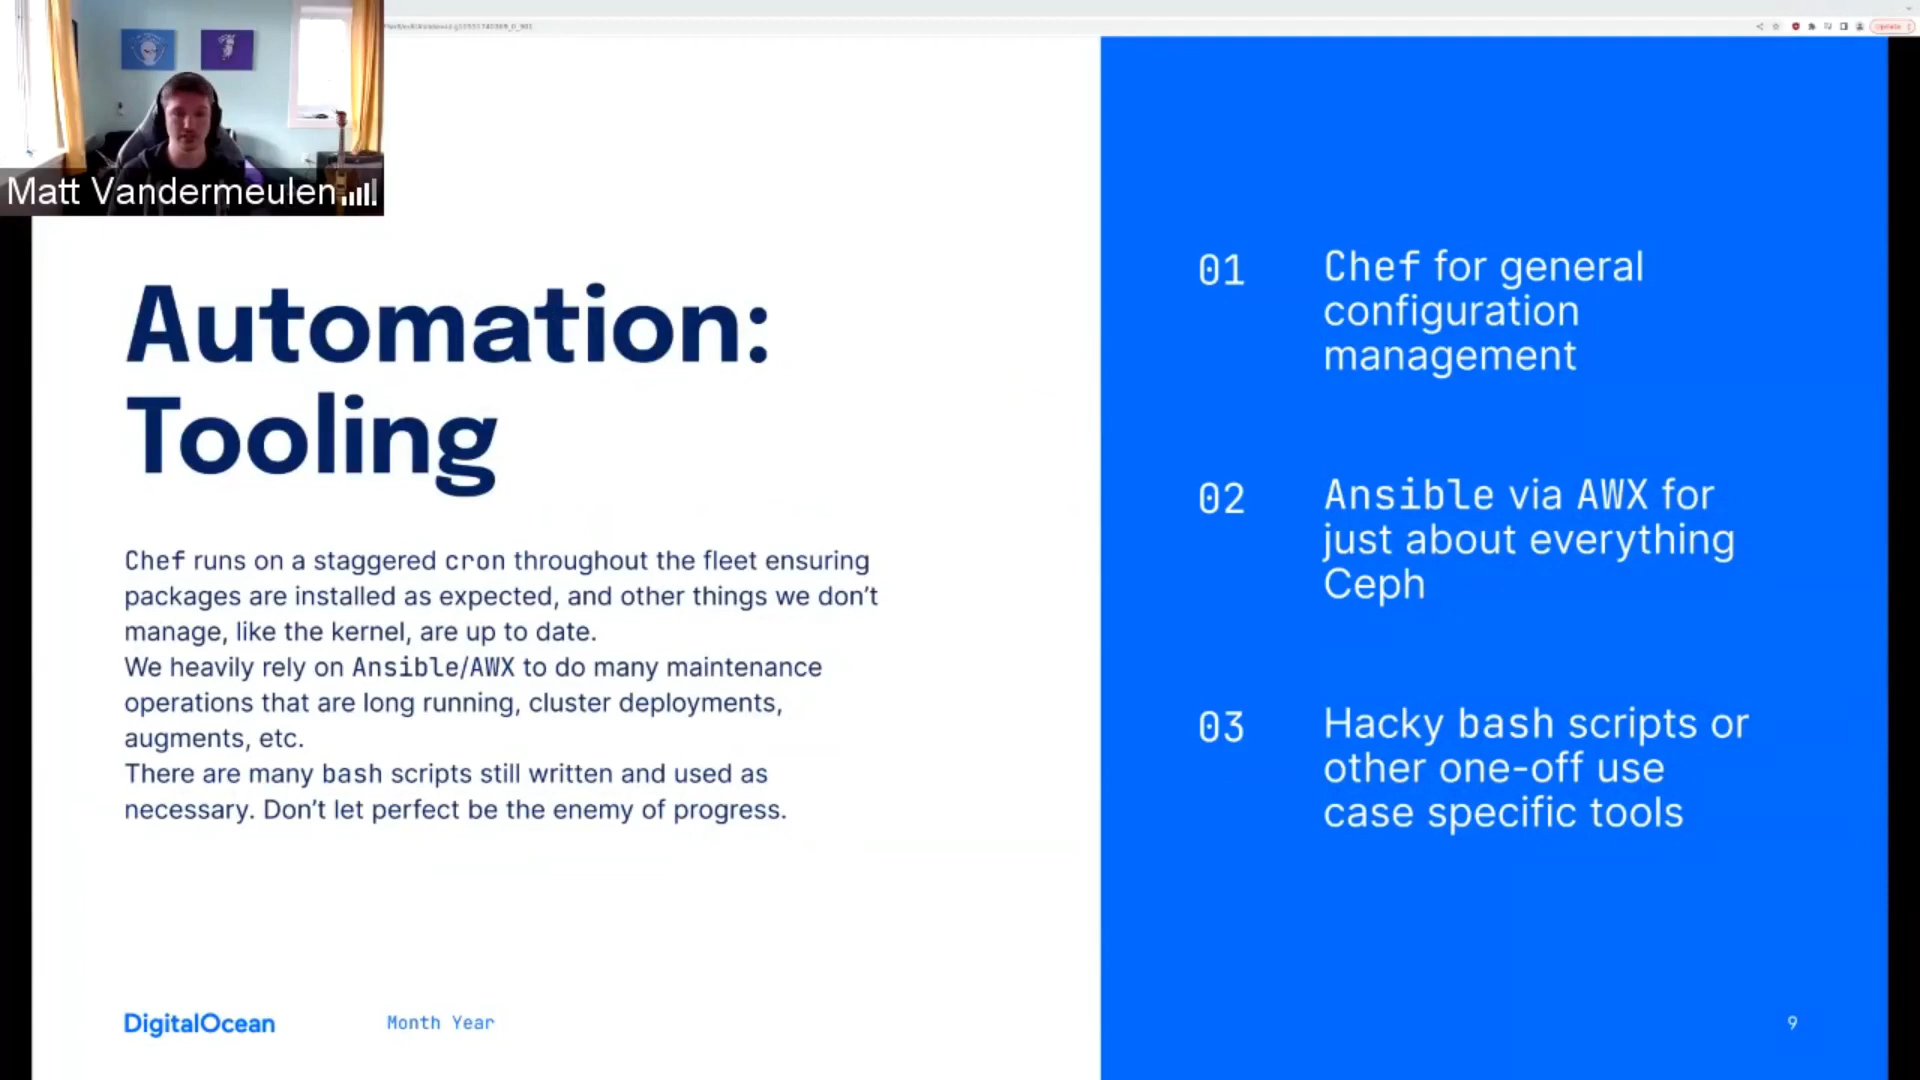 Matt Vandermeulen
Automation:
Tooling
Chef runs on a staggered cron throughout the fleet ensuring
packages are installed as expected, and other things we don’t
manage, like the kernel, are up to date.
We heavily rely on Ansible/AWX to do many maintenance
operations that are long running, cluster deployments,
augments, etc.
There are many bash scripts still written and used as
necessary. Don’t let perfect be the enemy of progress.
DigitalOcean
Month Year
01
Chef for general
configuration
management
02
Ansible via AWX for
just about everything
Ceph
03
Hacky bash scripts or
other one-off use
case specific tools
9
Update